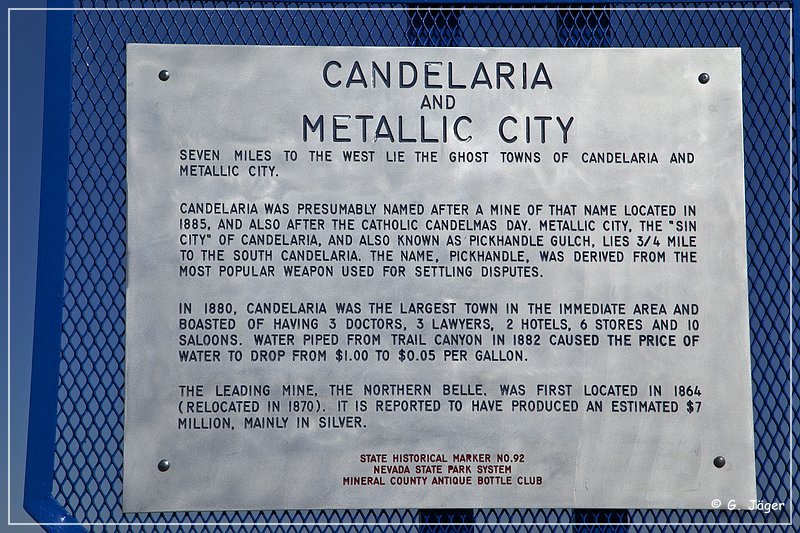 CANDELARIA
AND
METALLIC CITY
SEVEN MILES TO THE WEST LIE THE GHOST TOWNS OF CANDELARIA AND
METALLIC CITY.
CANDELARIA WAS PRESUMABLY NAMED AFTER A MINE OF THAT NAME LOCATED IN
1885, AND ALSO AFTER THE CATHOLIC CANDELMAS DAY. METALLIC CITY, THE "SIN
CITY" OF CANDELARIA, AND ALSO KNOWN AS PICKHANDLE GULCH, LIES 3/4 MILE
TO THE SOUTH CANDELARIA. THE NAME, PICKHANDLE, WAS DERIVED FROM THE
MOST POPULAR WEAPON USED FOR SETTLING DISPUTES.
IN 1880, CANDELARIA WAS THE LARGEST TOWN IN THE IMMEDIATE AREA AND
BOASTED OF HAVING 3 DOCTORS, 3 LAWYERS, 2 HOTELS, 6 STORES AND 10
SALOONS. WATER PIPED FROM TRAIL CANYON IN 1882 CAUSED THE PRICE OF
WATER TO DROP FROM $1.00 TO $0.05 PER GALLON.
THE LEADING MINE, THE NORTHERN BELLE, WAS FIRST LOCATED IN 1864
(RELOCATED IN 1870). IT IS REPORTED TO HAVE PRODUCED AN ESTIMATED $7
MILLION, MAINLY IN SILVER.
STATE HISTORICAL MARKER NO.92
NEVADA STATE PARK SYSTEM
MINERAL COUNTY ANTIQUE BOTTLE CLUB
© G. Jäger